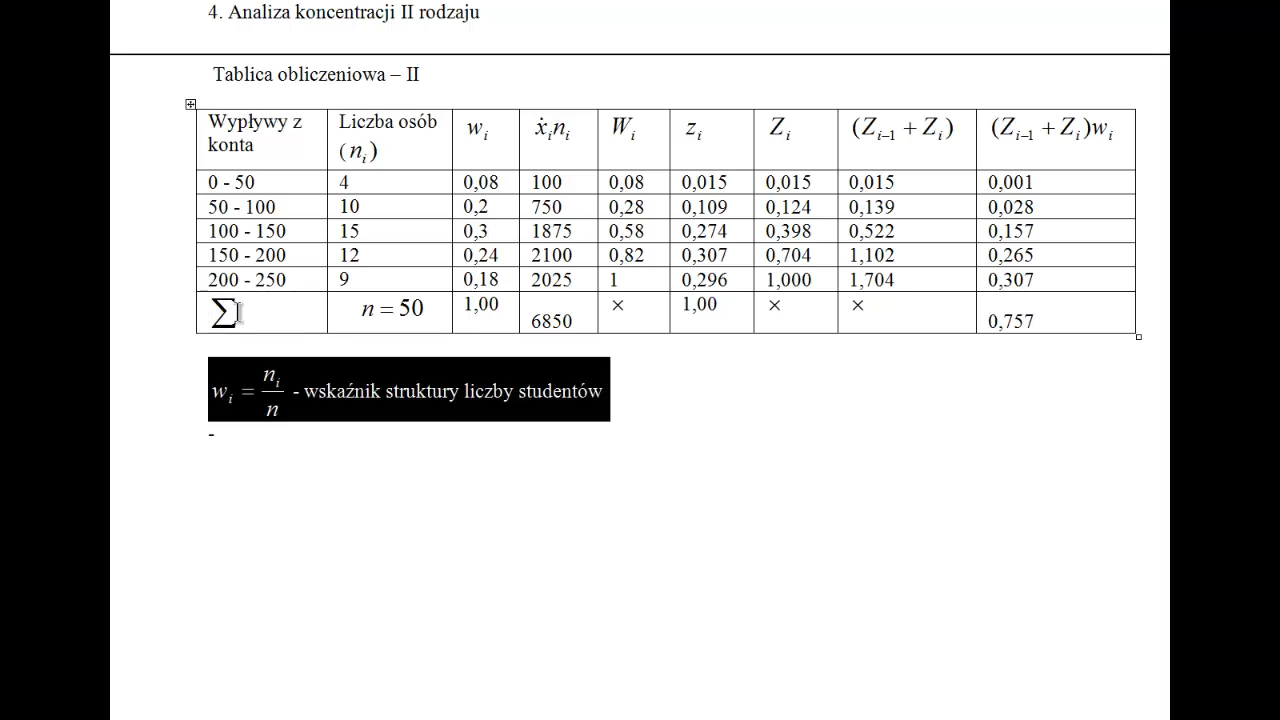 4. Analiza koncentracji II rodzaju
Tablica obliczeniowa – II
Wypływy z konta | Liczba osób (nᵢ) | wᵢ | ẋᵢnᵢ | Wᵢ | zᵢ | Zᵢ | (Zᵢ₋₁ + Zᵢ) | (Zᵢ₋₁ + Zᵢ)wᵢ
0 - 50 | 4 | 0,08 | 100 | 0,08 | 0,015 | 0,015 | 0,015 | 0,001
50 - 100 | 10 | 0,2 | 750 | 0,28 | 0,109 | 0,124 | 0,139 | 0,028
100 - 150 | 15 | 0,3 | 1875 | 0,58 | 0,274 | 0,398 | 0,522 | 0,157
150 - 200 | 12 | 0,24 | 2100 | 0,82 | 0,307 | 0,704 | 1,102 | 0,265
200 - 250 | 9 | 0,18 | 2025 | 1 | 0,296 | 1,000 | 1,704 | 0,307
∑ | n = 50 | 1,00 | 6850 | × | 1,00 | × | × | 0,757
wᵢ = nᵢ/n - wskaźnik struktury liczby studentów
-